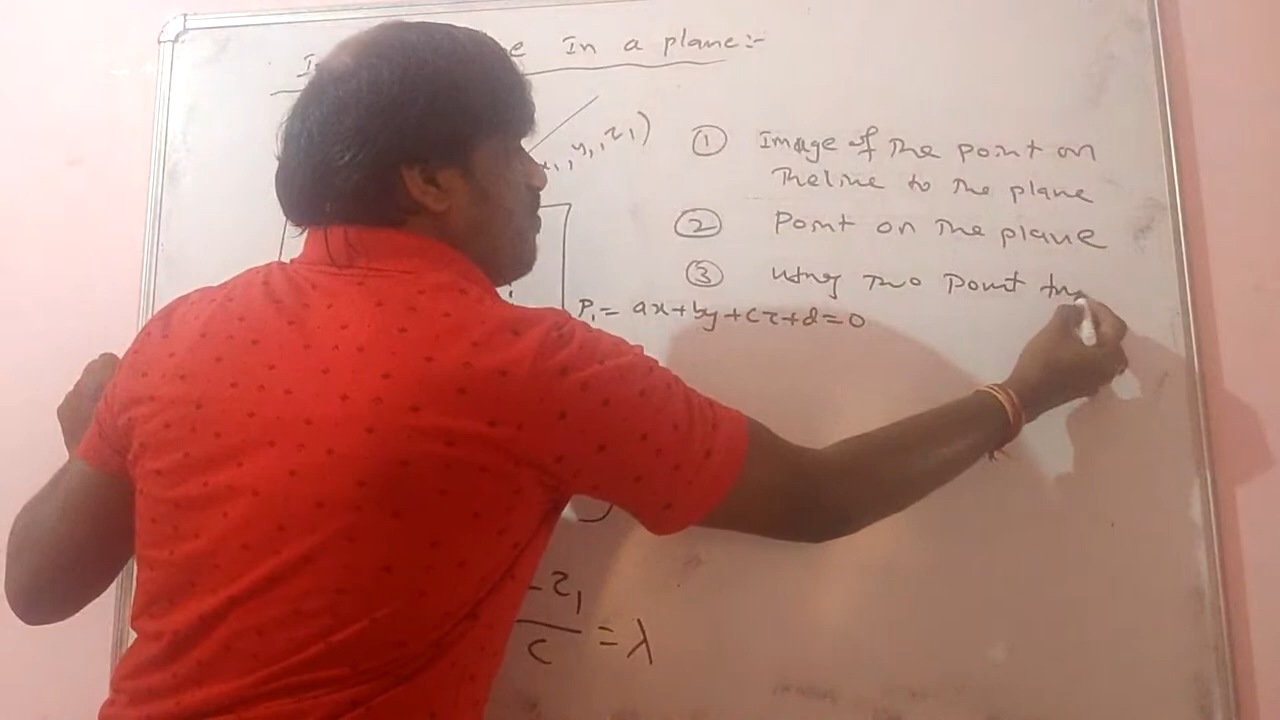 In a plane:-
x₁, y₁, z₁)
① Image of the point on
The line to the plane
② Point on the plane
③ using two point
P₁ = ax+by+cz+d=0
- z₁
c
= λ